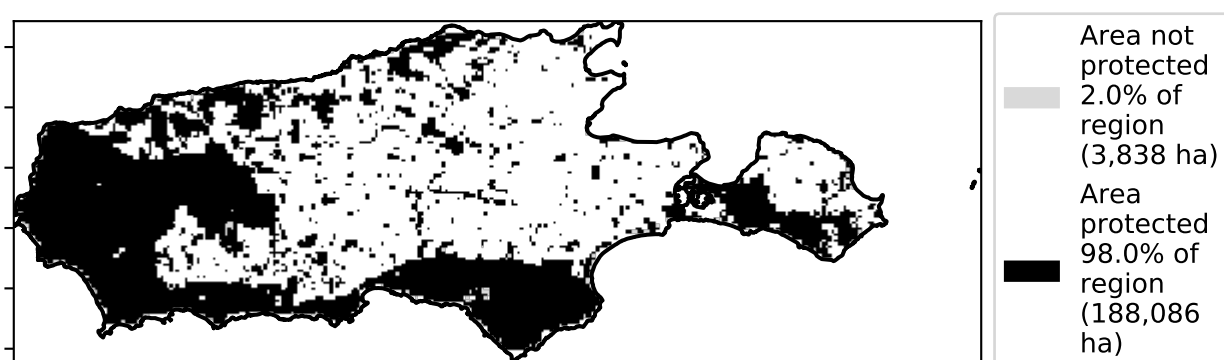 Area not
protected
2.0% of
region
(3,838 ha)
Area
protected
98.0% of
region
(188,086
ha)